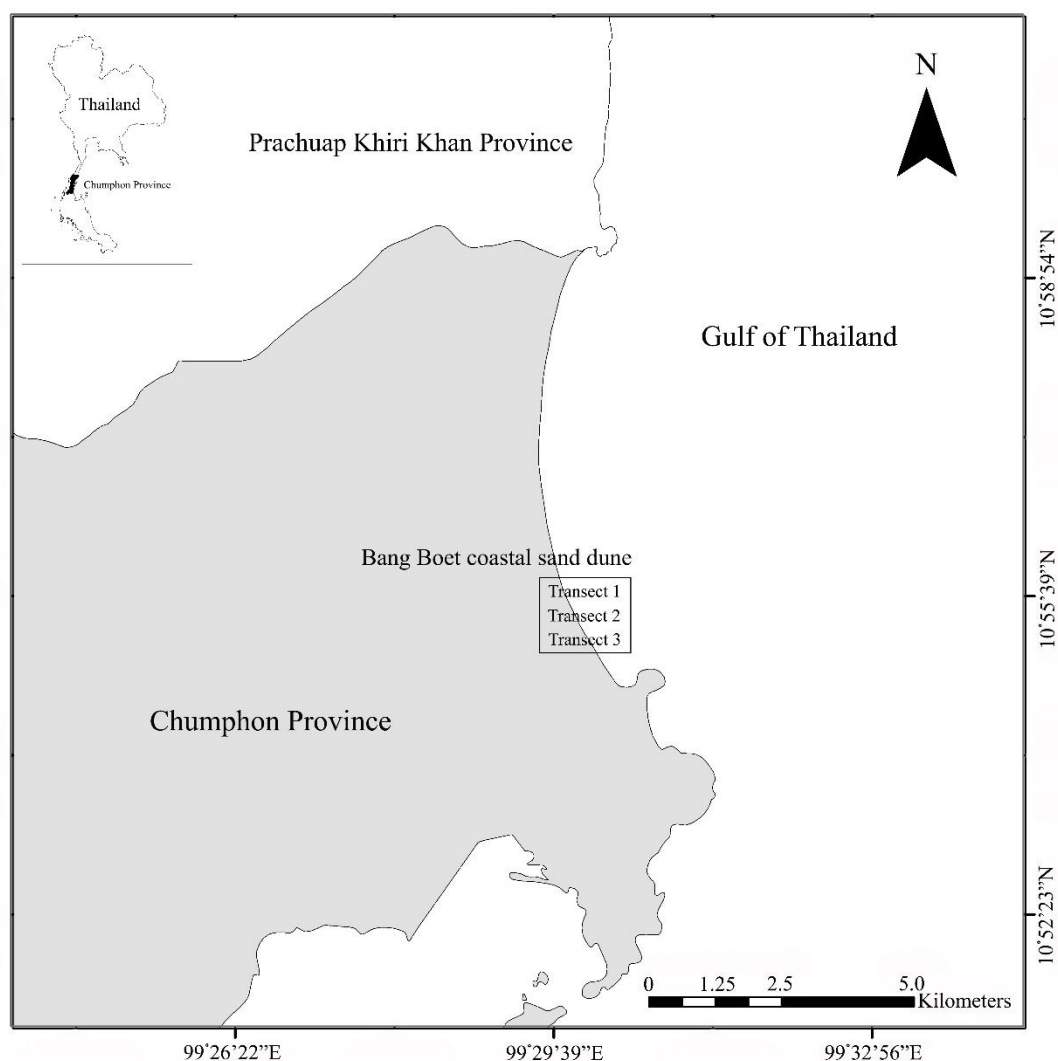 Thailand
Chumphon Province
Prachuap Khiri Khan Province
N
10°58'54"N
Gulf of Thailand
Bang Boet coastal sand dune
Transect 1
Transect 2
Transect 3
10°55'39"N
Chumphon Province
10°52'23"N
0 1.25 2.5 5.0
Kilometers
99°26'22"E 99°29'39"E 99°32'56"E